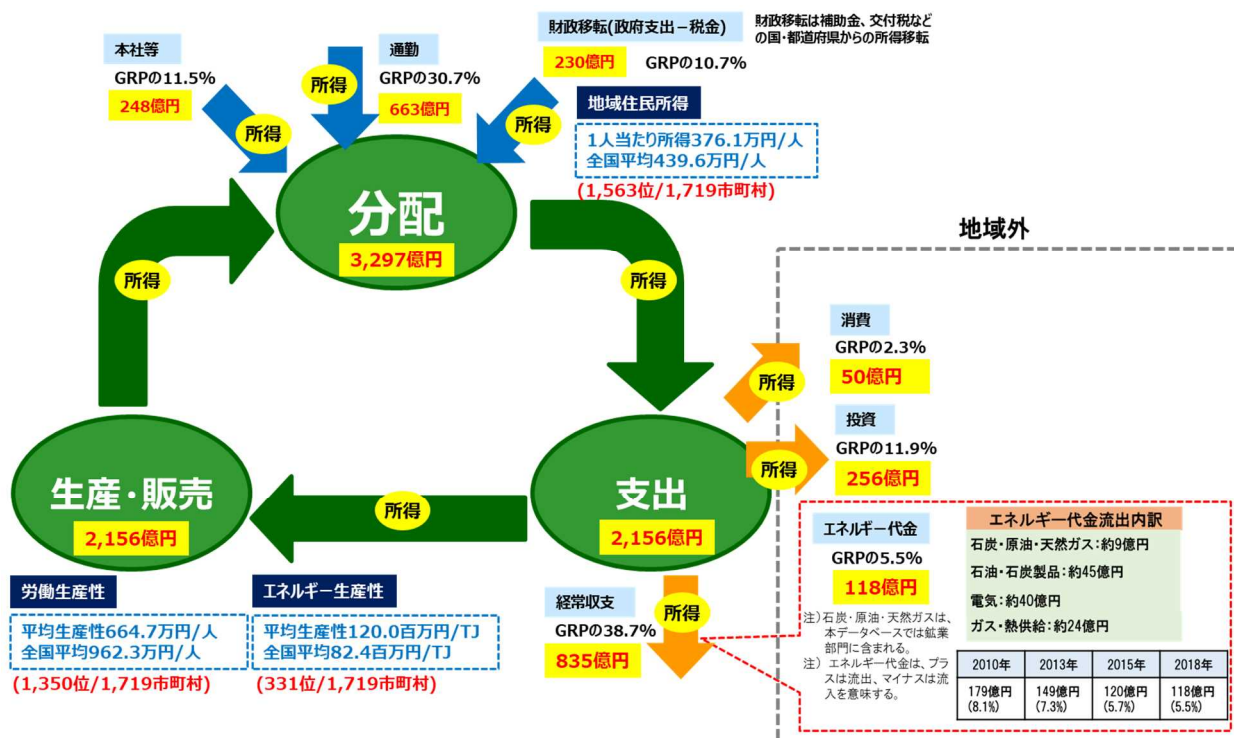 財政移転(政府支出－税金)
財政移転は補助金、交付税など
の国・都道府県からの所得移転
本社等
通勤
GRPの11.5%
GRPの30.7%
230億円
GRPの10.7%
248億円
所得
663億円
所得
所得
地域住民所得
1人当たり所得376.1万円/人
全国平均439.6万円/人
(1,563位/1,719市町村)
分配
3,297億円
地域外
所得
所得
消費
GRPの2.3%
50億円
所得
投資
GRPの11.9%
256億円
所得
生産・販売
2,156億円
所得
支出
2,156億円
エネルギー代金
GRPの5.5%
118億円
エネルギー代金流出内訳
石炭・原油・天然ガス：約9億円
石油・石炭製品：約45億円
電気：約40億円
ガス・熱供給：約24億円
注）石炭・原油・天然ガスは、
本データベースでは鉱業
部門に含まれる。
注） エネルギー代金は、プラ
スは流出、マイナスは流
入を意味する。
2010年 2013年 2015年 2018年
179億円 149億円 120億円 118億円
(8.1%) (7.3%) (5.7%) (5.5%)
労働生産性
平均生産性664.7万円/人
全国平均962.3万円/人
(1,350位/1,719市町村)
エネルギー生産性
平均生産性120.0百万円/TJ
全国平均82.4百万円/TJ
(331位/1,719市町村)
経常収支
GRPの38.7%
835億円
所得